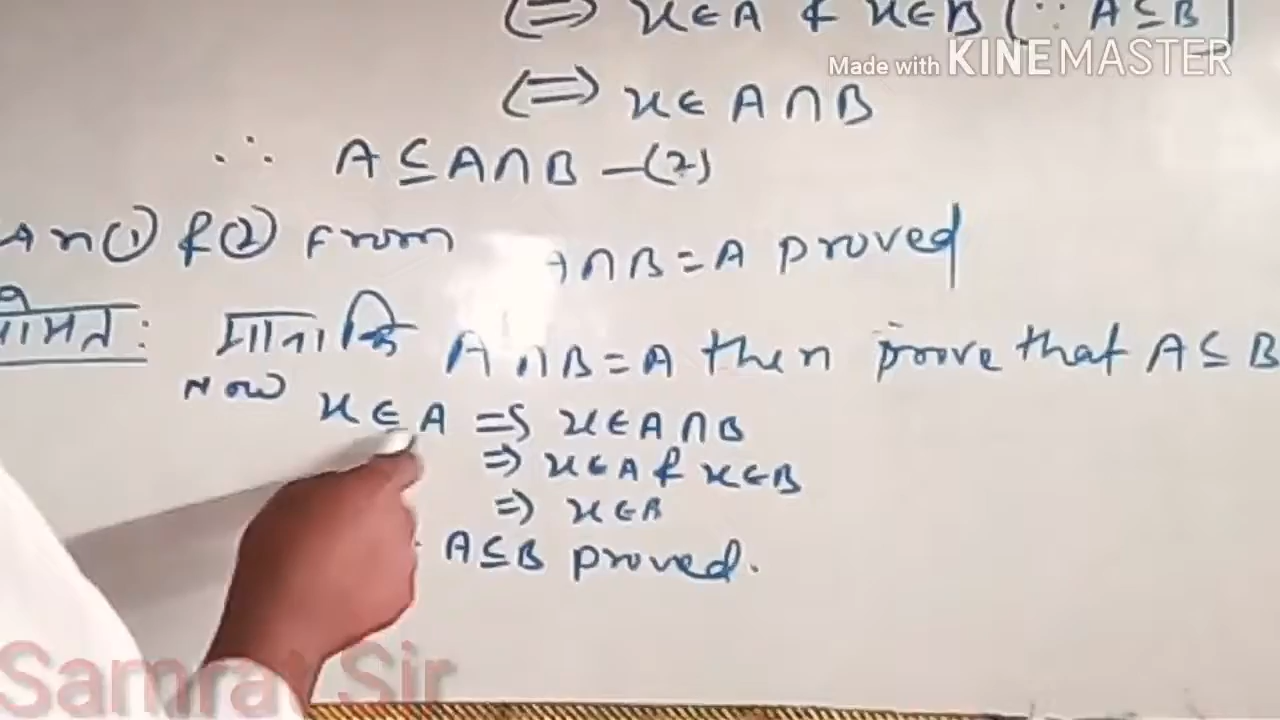 (=) x∈A & x∈B (∵ A⊆B)
Made with KINEMASTER
(=) x∈A∩B
∴ A⊆A∩B —(2)
① & ② From A∩B=A proved
माना कि A∩B=A then prove that A⊆B
Now x∈A => x∈A∩B
=> x∈A & x∈B
=> x∈B
A⊆B proved.
Samrat Sir